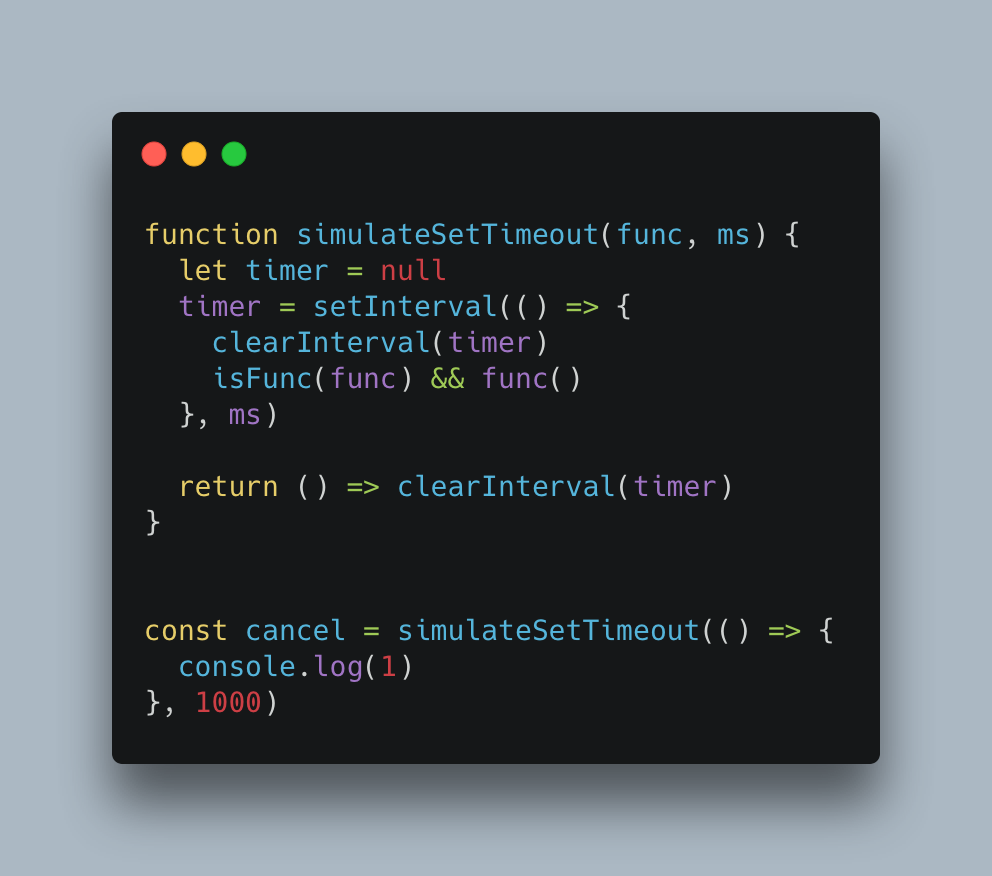 function simulateSetTimeout(func, ms) {
  let timer = null
  timer = setInterval(() => {
    clearInterval(timer)
    isFunc(func) && func()
  }, ms)

  return () => clearInterval(timer)
}

const cancel = simulateSetTimeout(() => {
  console.log(1)
}, 1000)